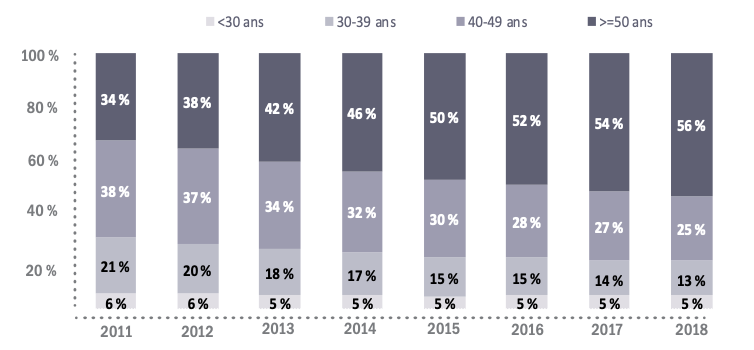 <30 ans 30-39 ans 40-49 ans >=50 ans
100 %
80 %
60 %
40 %
20 %
34 % 38 % 42 % 46 % 50 % 52 % 54 % 56 %
38 % 37 % 34 % 32 % 30 % 28 % 27 % 25 %
21 % 20 % 18 % 17 % 15 % 15 % 14 % 13 %
6 % 6 % 5 % 5 % 5 % 5 % 5 % 5 %
2011 2012 2013 2014 2015 2016 2017 2018